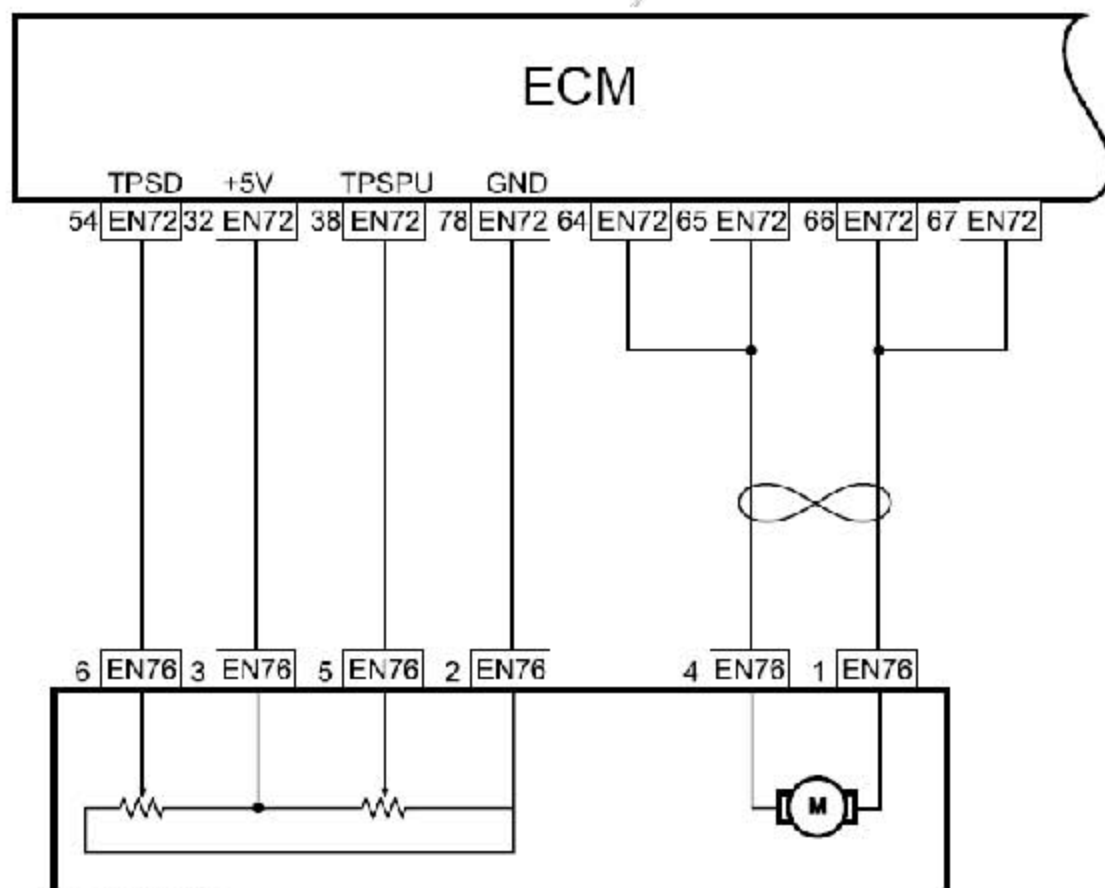 ECM
TPSD +5V TPSPU GND
54 EN72 32 EN72 38 EN72 78 EN72 64 EN72 65 EN72 66 EN72 67 EN72
6 EN76 3 EN76 5 EN76 2 EN76 4 EN76 1 EN76
M